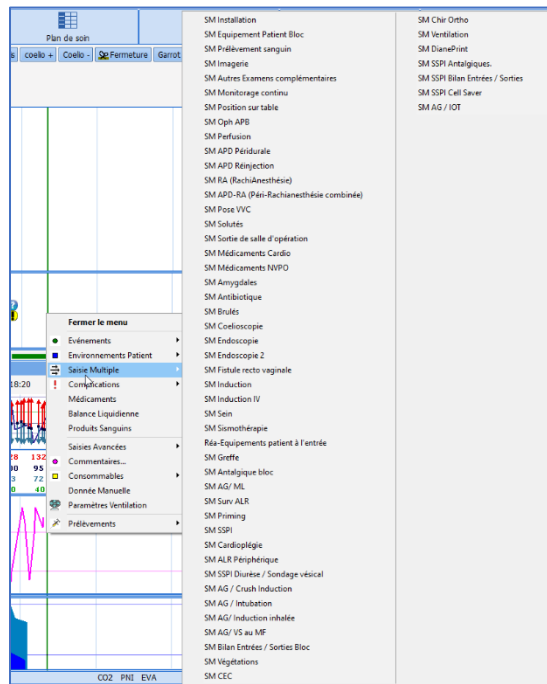 Plan de soin
s coelio + Coelio - Fermeture Garrot
18:20
28 132
80 95
3 72
0 40
CO2 PNI EVA
Fermer le menu
Evénements
Environnements Patient
Saisie Multiple
Complications
Médicaments
Balance Liquidienne
Produits Sanguins
Saisies Avancées
Commentaires...
Consommables
Donnée Manuelle
Paramètres Ventilation
Prélèvements
SM Installation
SM Equipement Patient Bloc
SM Prélèvement sanguin
SM Imagerie
SM Autres Examens complémentaires
SM Monitorage continu
SM Position sur table
SM Oph APB
SM Perfusion
SM APD Péridurale
SM APD Réinjection
SM RA (RachiAnesthésie)
SM APD-RA (Péri-Rachianesthésie combinée)
SM Pose VVC
SM Solutés
SM Sortie de salle d'opération
SM Médicaments Cardio
SM Médicaments NVPO
SM Amygdales
SM Antibiotique
SM Brulés
SM Coelioscopie
SM Endoscopie
SM Endoscopie 2
SM Fistule recto vaginale
SM Induction
SM Induction IV
SM Sein
SM Sismothérapie
Réa-Equipements patient à l'entrée
SM Greffe
SM Antalgique bloc
SM AG/ ML
SM Surv ALR
SM Priming
SM SSPI
SM Cardioplégie
SM ALR Périphérique
SM SSPI Diurèse / Sondage vésical
SM AG / Crush Induction
SM AG / Intubation
SM AG/ Induction inhalée
SM AG/ VS au MF
SM Bilan Entrées / Sorties Bloc
SM Végétations
SM CEC
SM Chir Ortho
SM Ventilation
SM DianePrint
SM SSPI Antalgiques.
SM SSPI Bilan Entrées / Sorties
SM SSPI Cell Saver
SM AG / IOT